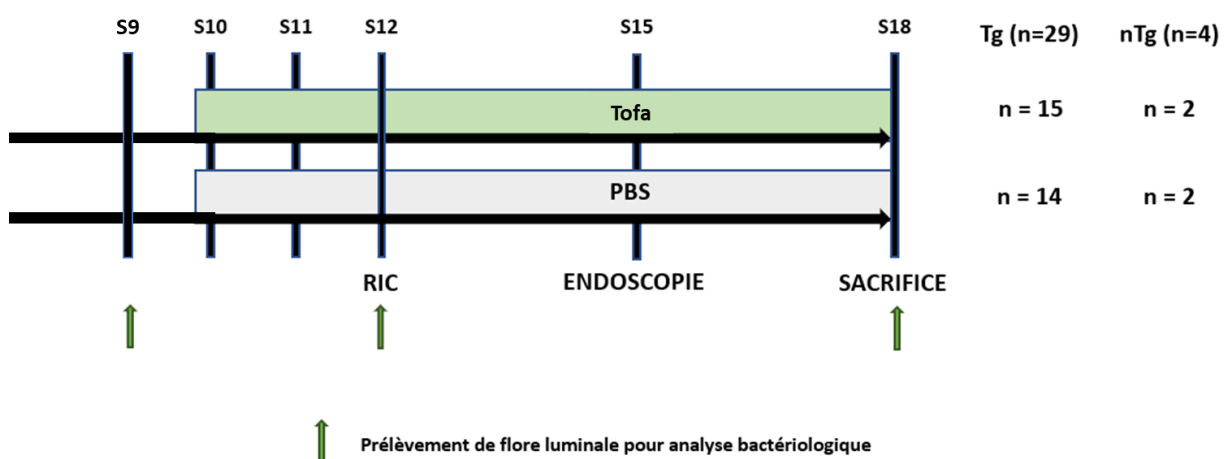 S9 S10 S11 S12 S15 S18 Tg (n=29) nTg (n=4)
Tofa n = 15 n = 2
PBS n = 14 n = 2
RIC ENDOSCOPIE SACRIFICE
Prélèvement de flore luminale pour analyse bactériologique